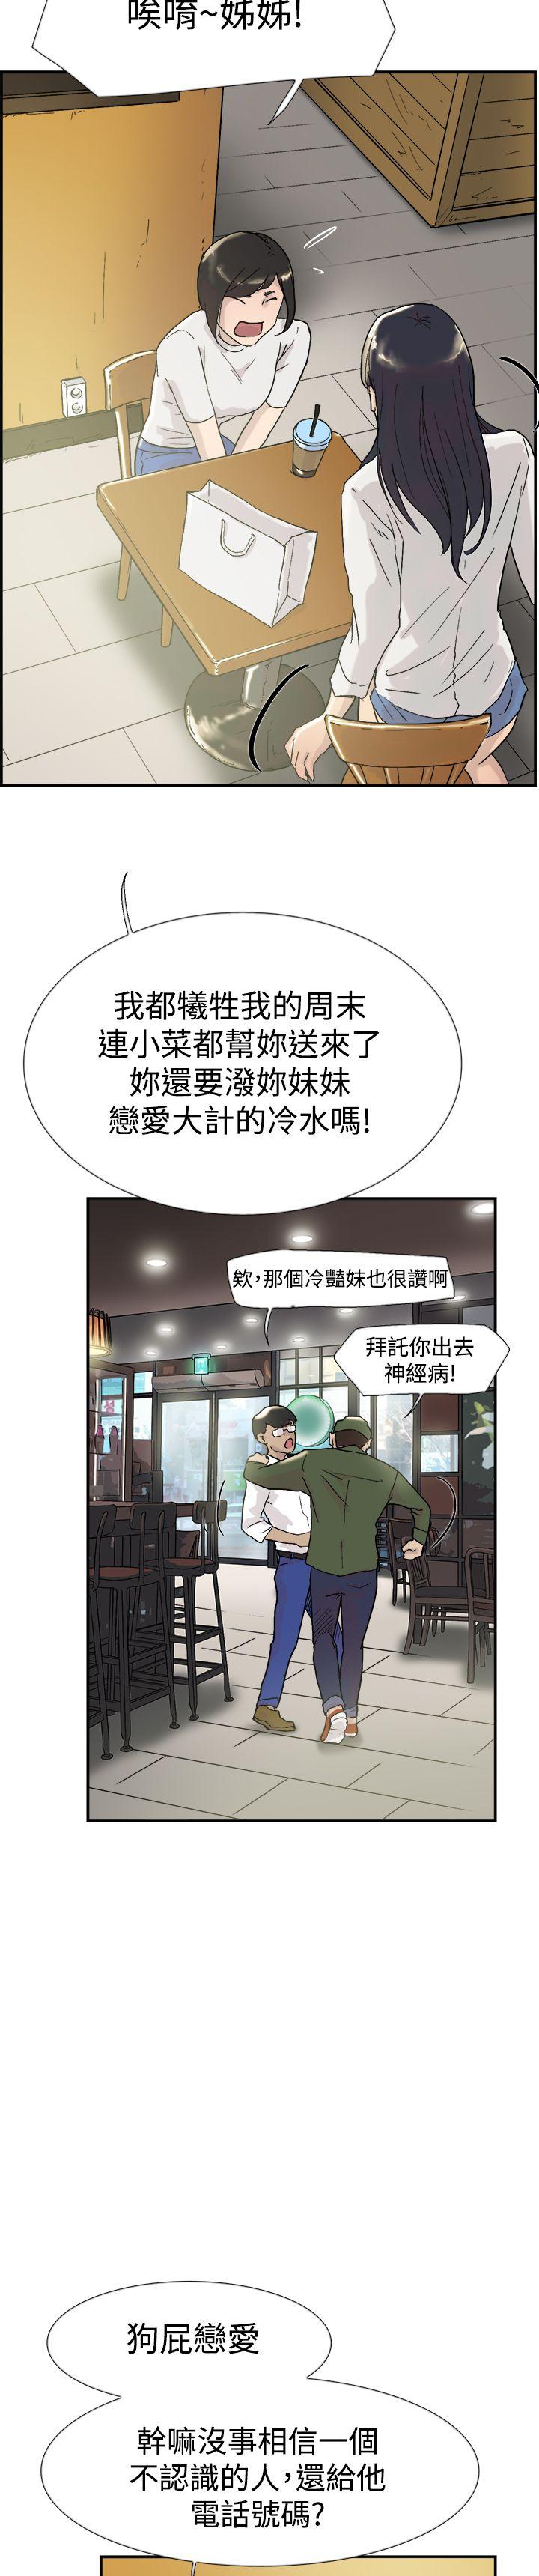 唉唷~姊姊!
我都犧牲我的周末
連小菜都幫妳送來了
妳還要潑妳妹妹
戀愛大計的冷水嗎!
欸,那個冷豔妹也很讚啊
拜託你出去
神經病!
狗屁戀愛
幹嘛沒事相信一個
不認識的人,還給他
電話號碼?